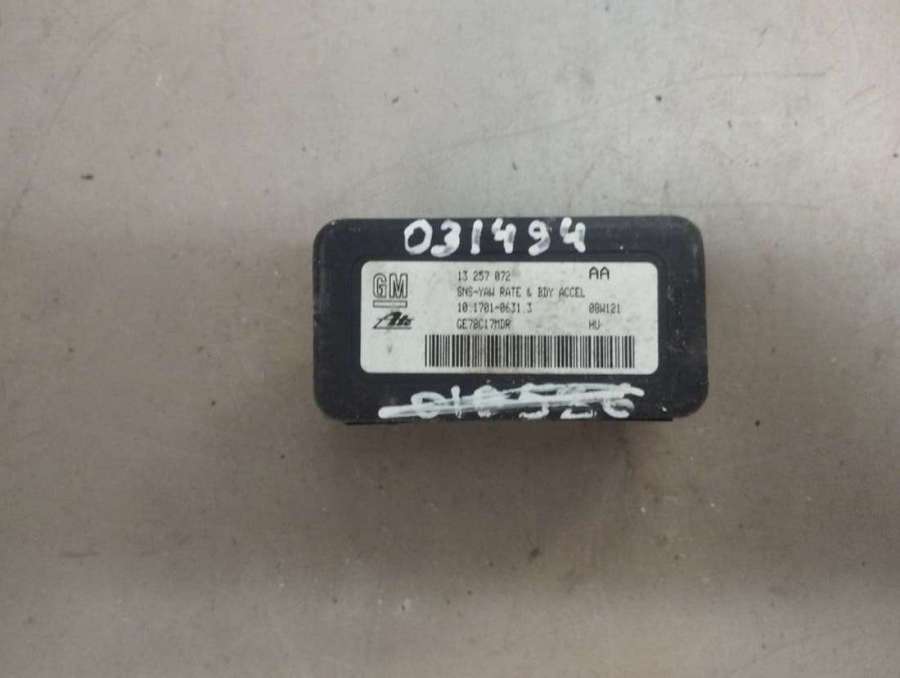 031494
GM 13 257 072 AA
SNS-YAW RATE & BDY ACCEL
10.1701-0631.3 08W121
Ate GE78C17MDR HU-